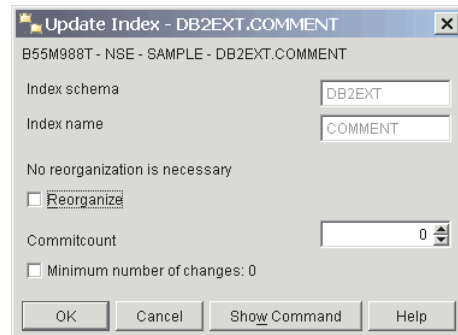 Update Index - DB2EXT.COMMENT
B55M988T - NSE - SAMPLE - DB2EXT.COMMENT
Index schema DB2EXT
Index name COMMENT
No reorganization is necessary
Reorganize
Commitcount 0
Minimum number of changes: 0
OK Cancel Show Command Help